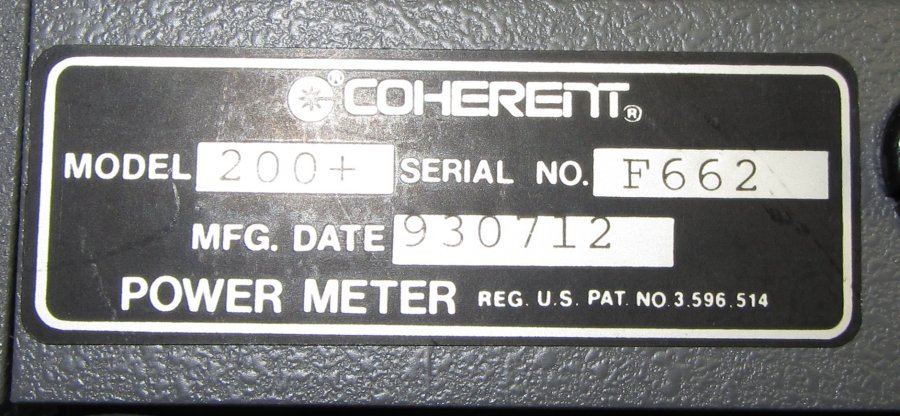 ® COHERENT®
MODEL 200+ SERIAL NO. F662
MFG. DATE 930712
POWER METER REG. U.S. PAT. NO. 3.596.514